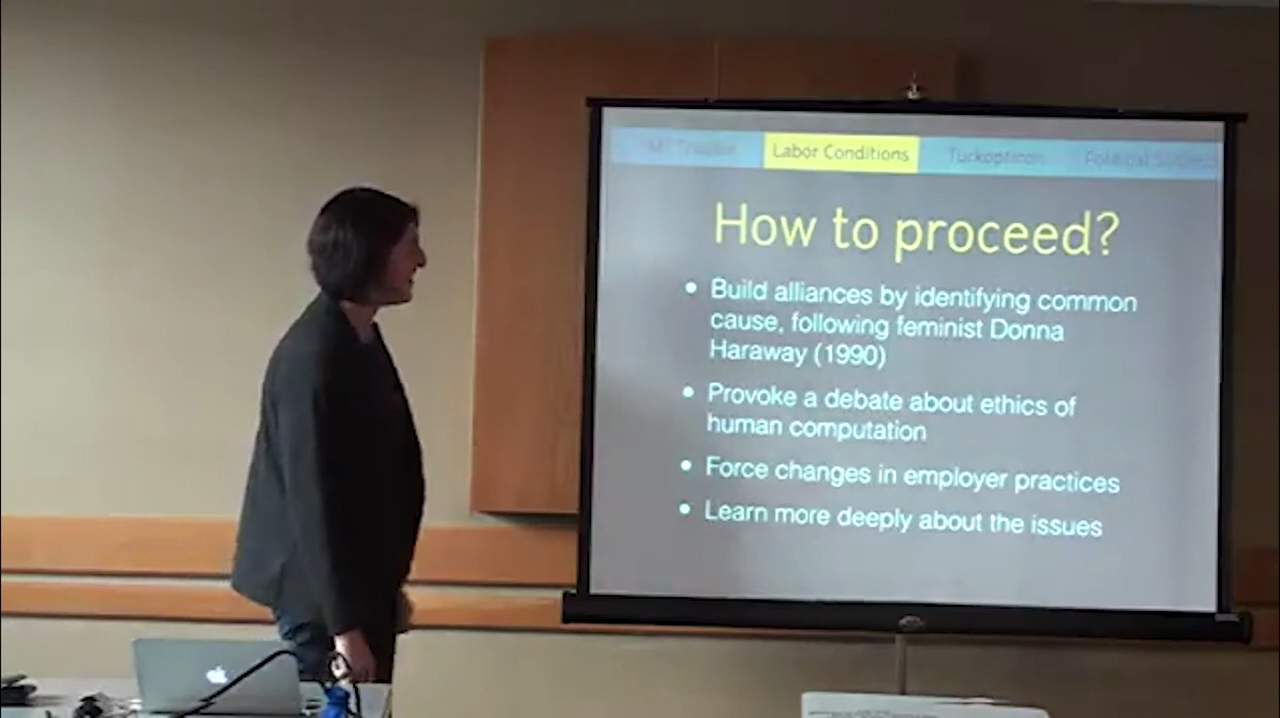 Labor Conditions
Turkopticon
How to proceed?
• Build alliances by identifying common
cause, following feminist Donna
Haraway (1990)
• Provoke a debate about ethics of
human computation
• Force changes in employer practices
• Learn more deeply about the issues